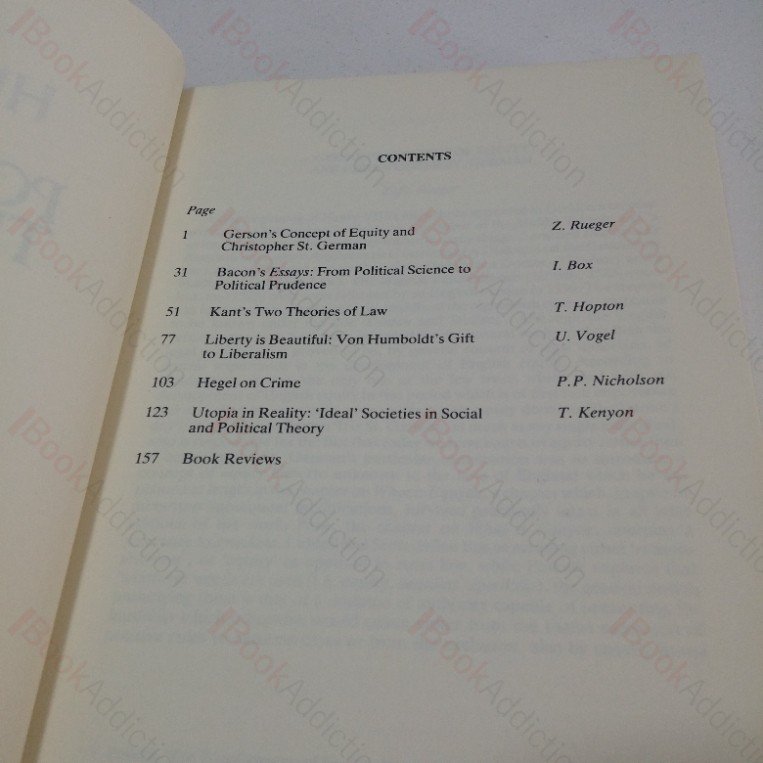 CONTENTS
Page
1 Gerson's Concept of Equity and Z. Rueger
Christopher St. German
31 Bacon's Essays: From Political Science to I. Box
Political Prudence
51 Kant's Two Theories of Law T. Hopton
77 Liberty is Beautiful: Von Humboldt's Gift U. Vogel
to Liberalism
103 Hegel on Crime P.P. Nicholson
123 Utopia in Reality: 'Ideal' Societies in Social T. Kenyon
and Political Theory
157 Book Reviews
BookAddiction